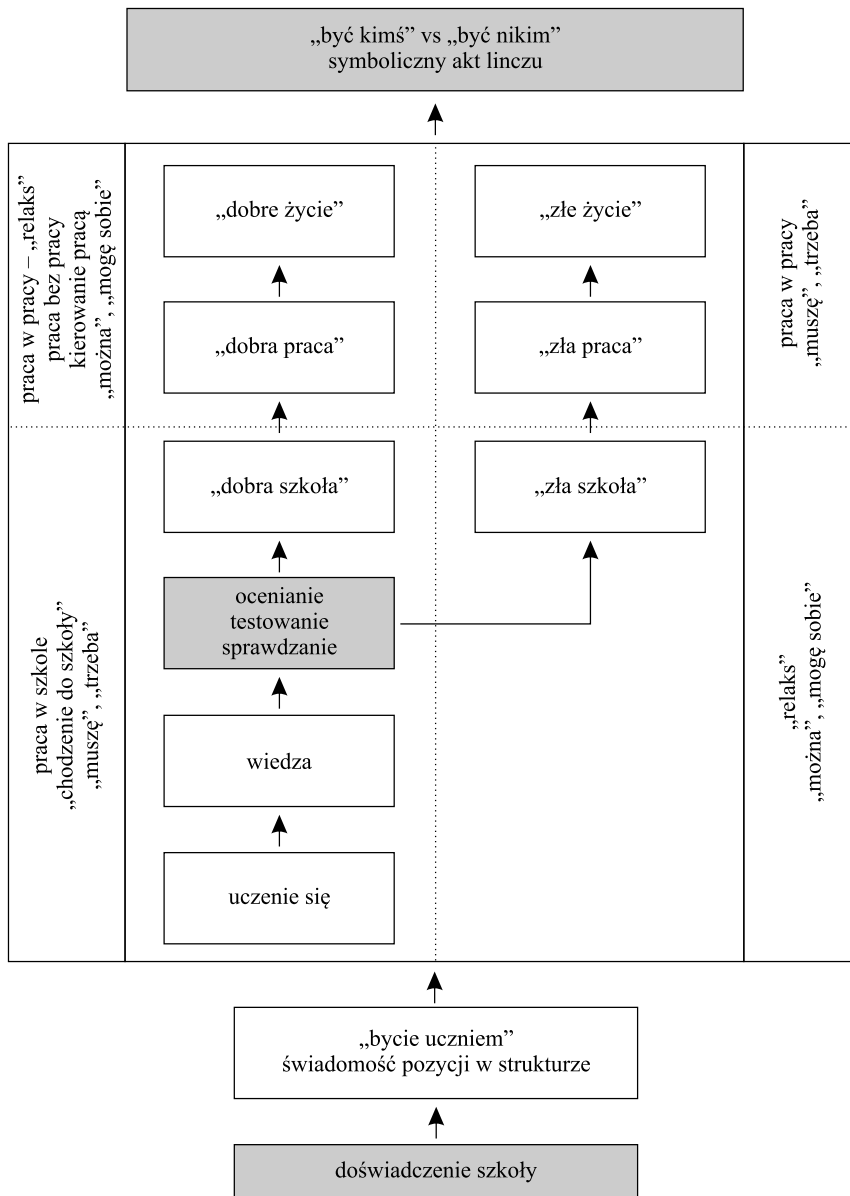 „być kimś” vs „być nikim”
symboliczny akt linczu
praca w pracy – „relaks”
praca bez pracy
kierowanie pracą
„można”, „mogę sobie”
„dobre życie”
„złe życie”
praca w pracy
„muszę”, „trzeba”
„dobra praca”
„zła praca”
praca w szkole
„chodzenie do szkoły”
„muszę”, „trzeba”
„dobra szkoła”
„zła szkoła”
„relaks”
„można”, „mogę sobie”
ocenianie
testowanie
sprawdzanie
wiedza
uczenie się
„bycie uczniem”
świadomość pozycji w strukturze
doświadczenie szkoły